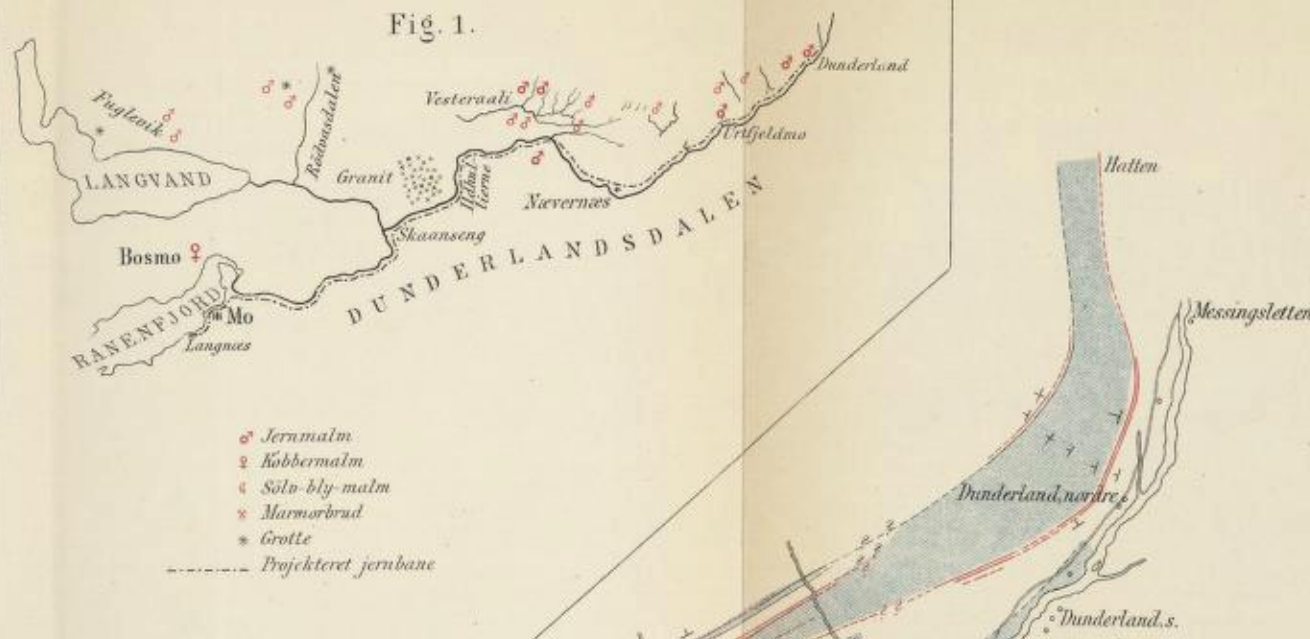 Fig. 1.
Dunderland
Vesteraali
Fuglevik
Rödvasdalen
Urtfjeldmo
LANGVAND
Granit
Nævernæs
Skaanseng
DUNDERLANDSDALEN
Bosmo
RANENFJORD
Mo
Langnæs
Hatten
Messingsletten
Jernmalm
Kobbermalm
Sölv-bly-malm
Marmorbrud
Grotte
Projekteret jernbane
Dunderland, nordre
Dunderland. s.